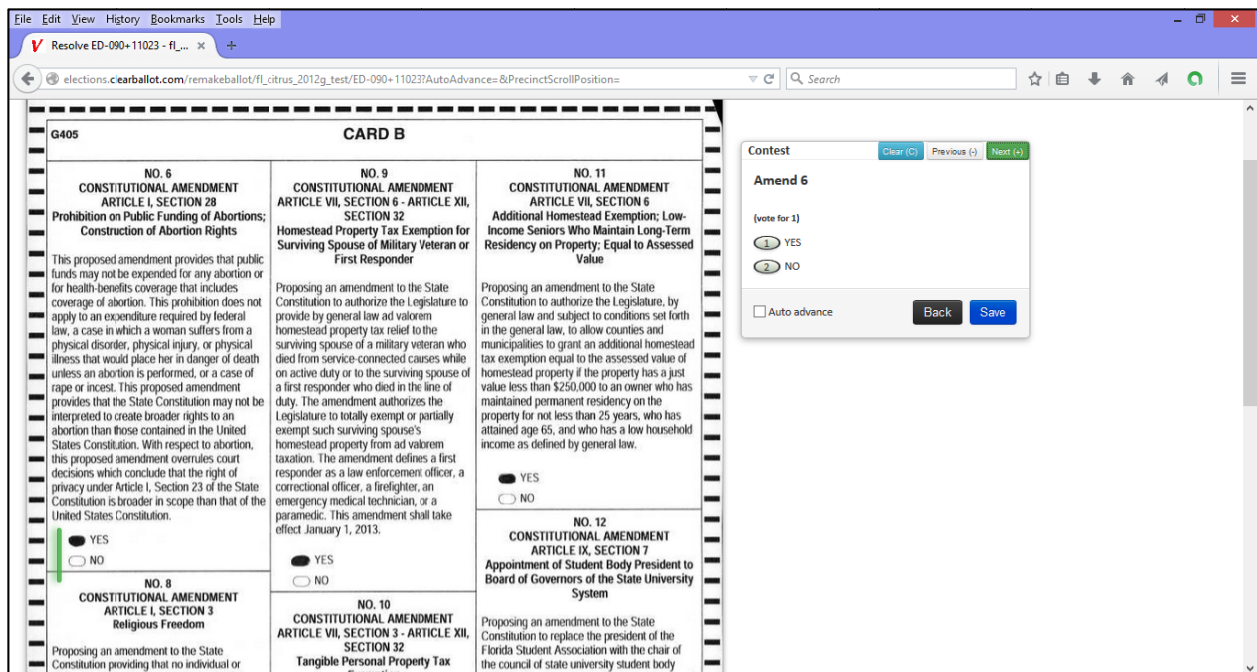 File Edit View History Bookmarks Tools Help
Resolve ED-090+11023 - fl_...
elections.clearballot.com/remakeballot/fl_citrus_2012g_test/ED-090+11023?AutoAdvance=&PrecinctScrollPosition=
Search
G405
CARD B
NO. 6
CONSTITUTIONAL AMENDMENT
ARTICLE I, SECTION 28
Prohibition on Public Funding of Abortions;
Construction of Abortion Rights
This proposed amendment provides that public
funds may not be expended for any abortion or
for health-benefits coverage that includes
coverage of abortion. This prohibition does not
apply to an expenditure required by federal
law, a case in which a woman suffers from a
physical disorder, physical injury, or physical
illness that would place her in danger of death
unless an abortion is performed, or a case of
rape or incest. This proposed amendment
provides that the State Constitution may not be
interpreted to create broader rights to an
abortion than those contained in the United
States Constitution. With respect to abortion,
this proposed amendment overrules court
decisions which conclude that the right of
privacy under Article I, Section 23 of the State
Constitution is broader in scope than that of the
United States Constitution.
YES
NO
NO. 8
CONSTITUTIONAL AMENDMENT
ARTICLE I, SECTION 3
Religious Freedom
Proposing an amendment to the State
Constitution providing that no individual or
NO. 9
CONSTITUTIONAL AMENDMENT
ARTICLE VII, SECTION 6 - ARTICLE XII,
SECTION 32
Homestead Property Tax Exemption for
Surviving Spouse of Military Veteran or
First Responder
Proposing an amendment to the State
Constitution to authorize the Legislature to
provide by general law ad valorem
homestead property tax relief to the
surviving spouse of a military veteran who
died from service-connected causes while
on active duty or to the surviving spouse of
a first responder who died in the line of
duty. The amendment authorizes the
Legislature to totally exempt or partially
exempt such surviving spouse's
homestead property from ad valorem
taxation. The amendment defines a first
responder as a law enforcement officer, a
correctional officer, a firefighter, an
emergency medical technician, or a
paramedic. This amendment shall take
effect January 1, 2013.
YES
NO
NO. 10
CONSTITUTIONAL AMENDMENT
ARTICLE VII, SECTION 3 - ARTICLE XII,
SECTION 32
Tangible Personal Property Tax
NO. 11
CONSTITUTIONAL AMENDMENT
ARTICLE VII, SECTION 6
Additional Homestead Exemption; Low-
Income Seniors Who Maintain Long-Term
Residency on Property; Equal to Assessed
Value
Proposing an amendment to the State
Constitution to authorize the Legislature, by
general law and subject to conditions set forth
in the general law, to allow counties and
municipalities to grant an additional homestead
tax exemption equal to the assessed value of
homestead property if the property has a just
value less than $250,000 to an owner who has
maintained permanent residency on the
property for not less than 25 years, who has
attained age 65, and who has a low household
income as defined by general law.
YES
NO
NO. 12
CONSTITUTIONAL AMENDMENT
ARTICLE IX, SECTION 7
Appointment of Student Body President to
Board of Governors of the State University
System
Proposing an amendment to the State
Constitution to replace the president of the
Florida Student Association with the chair of
the council of state university student body
Contest Clear (C) Previous (-) Next (+)
Amend 6
(vote for 1)
1 YES
2 NO
Auto advance Back Save